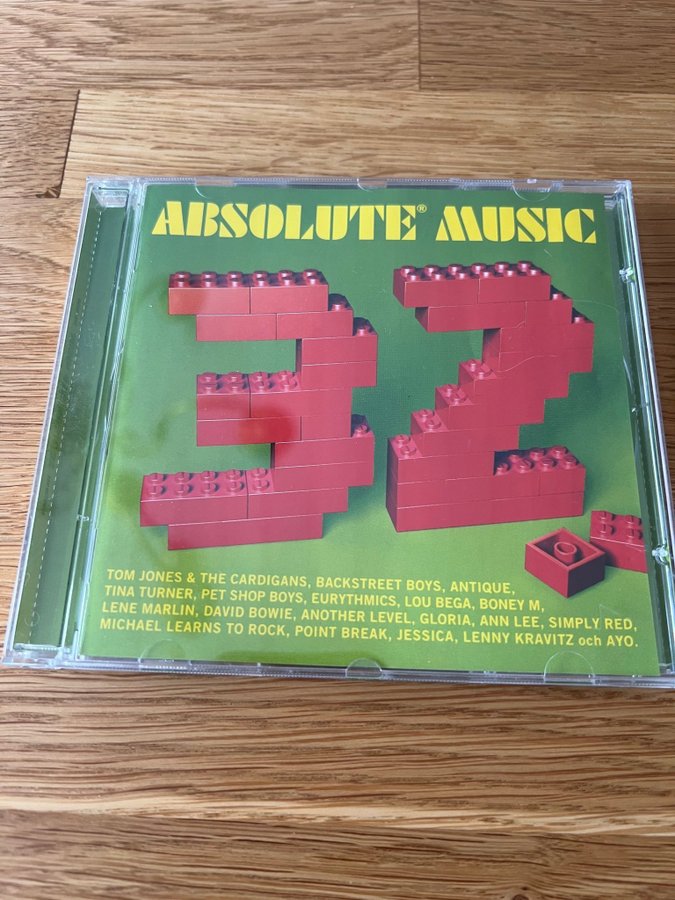 ABSOLUTE® MUSIC
32
TOM JONES & THE CARDIGANS, BACKSTREET BOYS, ANTIQUE,
TINA TURNER, PET SHOP BOYS, EURYTHMICS, LOU BEGA, BONEY M,
LENE MARLIN, DAVID BOWIE, ANOTHER LEVEL, GLORIA, ANN LEE, SIMPLY RED,
MICHAEL LEARNS TO ROCK, POINT BREAK, JESSICA, LENNY KRAVITZ och AYO.